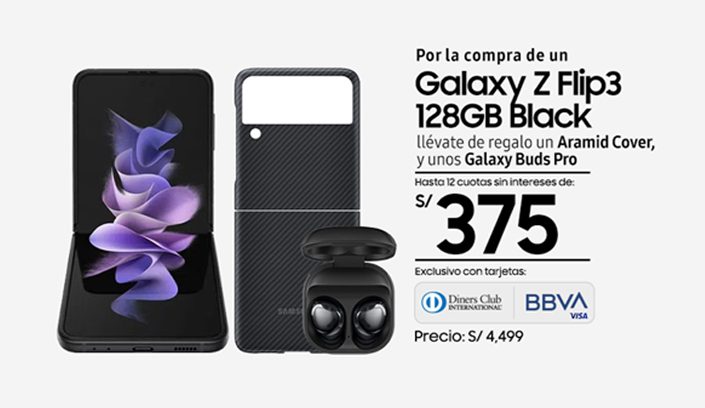 Por la compra de un
Galaxy Z Flip3
128GB Black
llévate de regalo un Aramid Cover,
y unos Galaxy Buds Pro
Hasta 12 cuotas sin intereses de:
S/ 375
Exclusivo con tarjetas:
Diners Club
INTERNATIONAL
BBVA
VISA
Precio: S/ 4,499
SAMSUNG